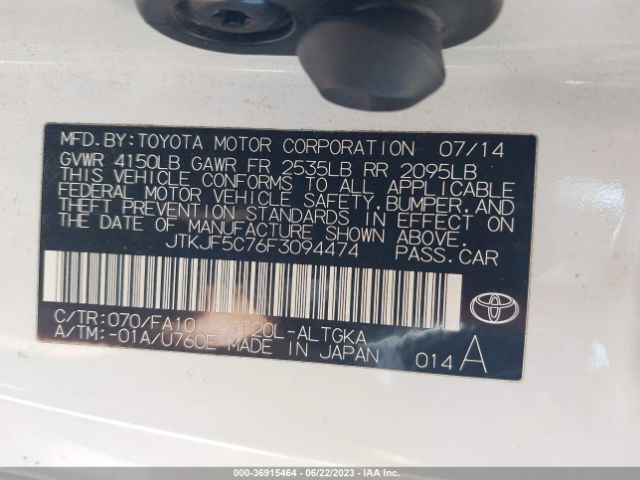 MFD.BY:TOYOTA MOTOR CORPORATION 07/14
GVWR 4150LB GAWR FR 2535LB RR 2095LB
THIS VEHICLE CONFORMS TO ALL APPLICABLE
FEDERAL MOTOR VEHICLE SAFETY,BUMPER,AND
THEFT PREVENTION STANDARDS IN EFFECT ON
THE DATE OF MANUFACTURE SHOWN ABOVE.
JTKJF5C76F3094474 PASS.CAR
C/TR:070/FA10 T20L-ALTGKA
A/TM:-01A/U760E MADE IN JAPAN 014A
000-36915464 - 06/22/2023 - IAA Inc.